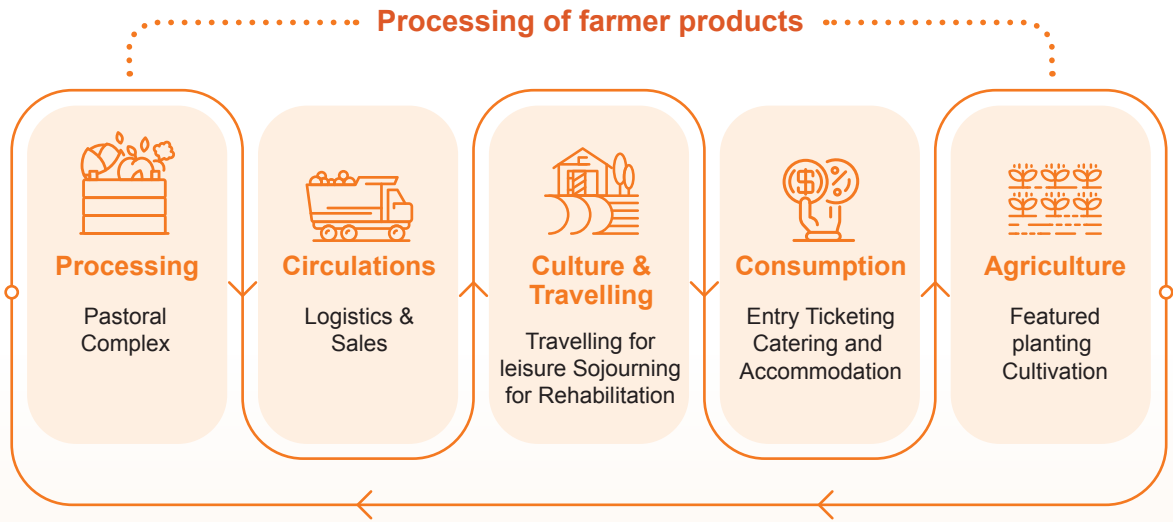 Processing of farmer products
Processing
Pastoral
Complex
Circulations
Logistics &
Sales
Culture &
Travelling
Travelling for
leisure Sojourning
for Rehabilitation
$
%
Consumption
Entry Ticketing
Catering and
Accommodation
Agriculture
Featured
planting
Cultivation